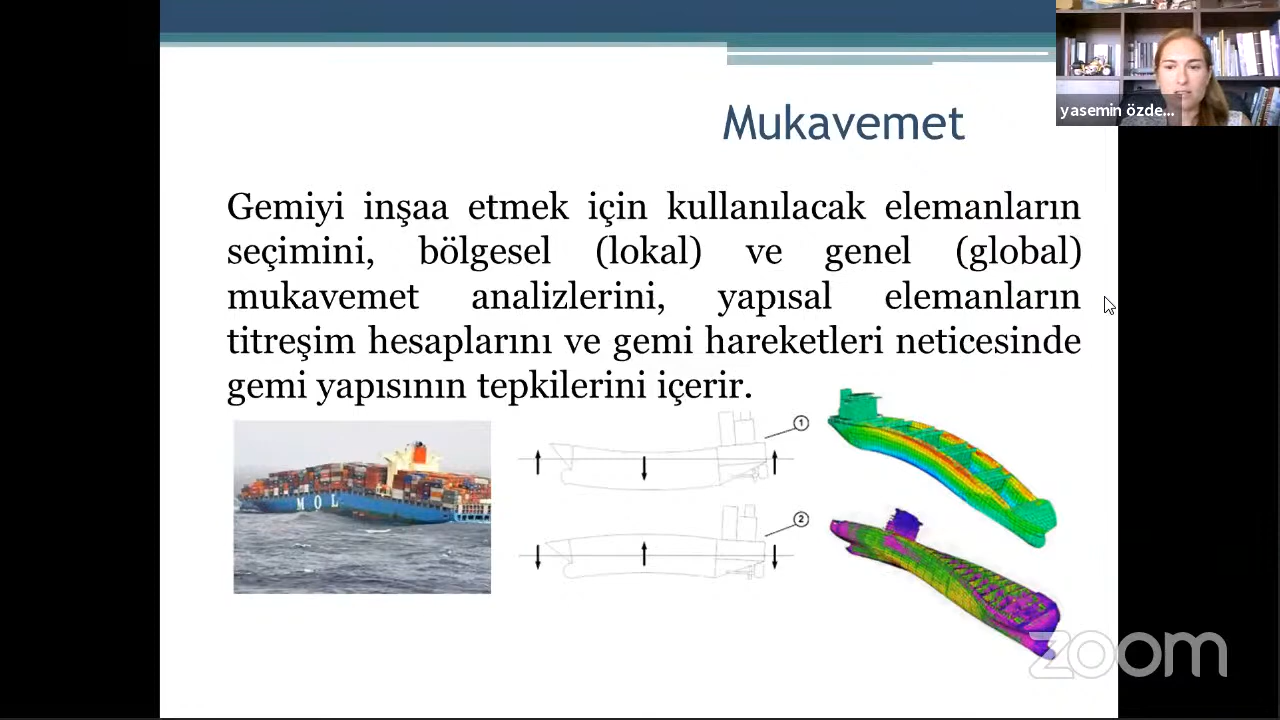 yasemin özde...
Mukavemet
Gemiyi inşaa etmek için kullanılacak elemanların
seçimini, bölgesel (lokal) ve genel (global)
mukavemet analizlerini, yapısal elemanların
titreşim hesaplarını ve gemi hareketleri neticesinde
gemi yapısının tepkilerini içerir.
1
M O L
2
zoom